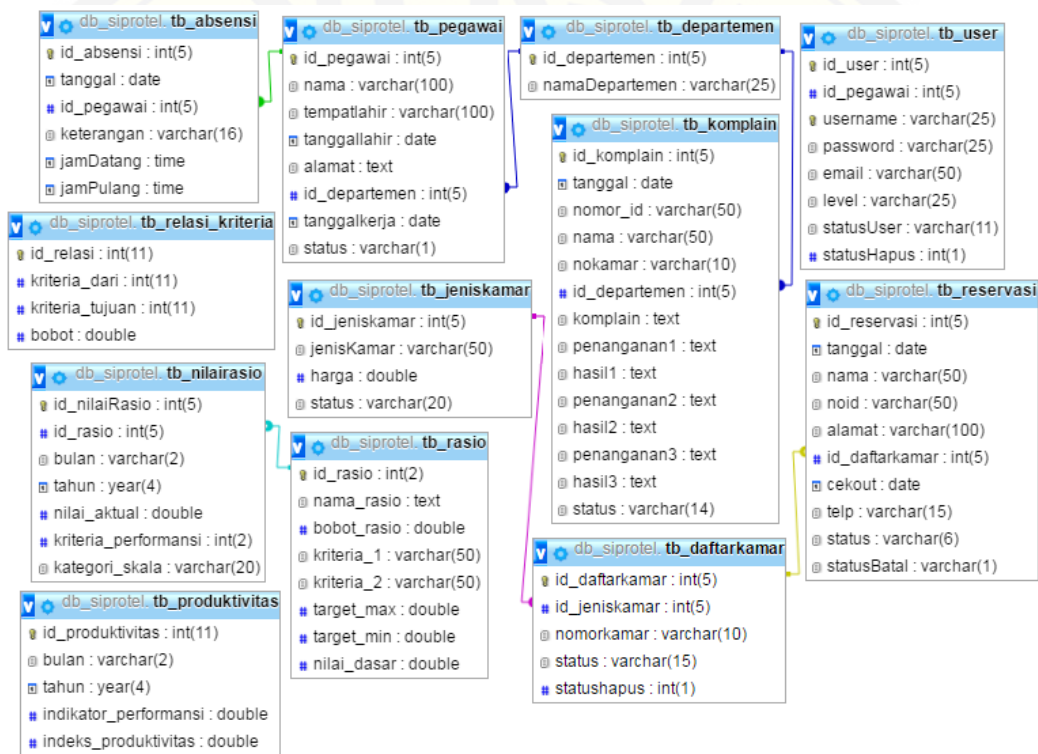 db_siprotel. tb_absensi
id_absensi : int(5)
tanggal : date
id_pegawai : int(5)
keterangan : varchar(16)
jamDatang : time
jamPulang : time
db_siprotel. tb_pegawai
id_pegawai : int(5)
nama : varchar(100)
tempatlahir : varchar(100)
tanggallahir : date
alamat : text
id_departemen : int(5)
tanggalkerja : date
status : varchar(1)
db_siprotel. tb_departemen
id_departemen : int(5)
namaDepartemen : varchar(25)
db_siprotel. tb_user
id_user : int(5)
id_pegawai : int(5)
username : varchar(25)
password : varchar(25)
email : varchar(50)
level : varchar(25)
statusUser : varchar(11)
statusHapus : int(1)
db_siprotel. tb_komplain
id_komplain : int(5)
tanggal : date
nomor_id : varchar(50)
nama : varchar(50)
nokamar : varchar(10)
id_departemen : int(5)
komplain : text
penanganan1 : text
hasil1 : text
penanganan2 : text
hasil2 : text
penanganan3 : text
hasil3 : text
status : varchar(14)
db_siprotel. tb_relasi_kriteria
id_relasi : int(11)
kriteria_dari : int(11)
kriteria_tujuan : int(11)
bobot : double
db_siprotel. tb_jeniskamar
id_jeniskamar : int(5)
jenisKamar : varchar(50)
harga : double
status : varchar(20)
db_siprotel. tb_reservasi
id_reservasi : int(5)
tanggal : date
nama : varchar(50)
noid : varchar(50)
alamat : varchar(100)
id_daftarkamar : int(5)
cekout : date
telp : varchar(15)
status : varchar(6)
statusBatal : varchar(1)
db_siprotel. tb_nilairasio
id_nilaiRasio : int(5)
id_rasio : int(5)
bulan : varchar(2)
tahun : year(4)
nilai_aktual : double
kriteria_performansi : int(2)
kategori_skala : varchar(20)
db_siprotel. tb_rasio
id_rasio : int(2)
nama_rasio : text
bobot_rasio : double
kriteria_1 : varchar(50)
kriteria_2 : varchar(50)
target_max : double
target_min : double
nilai_dasar : double
db_siprotel. tb_daftarkamar
id_daftarkamar : int(5)
id_jeniskamar : int(5)
nomorkamar : varchar(10)
status : varchar(15)
statushapus : int(1)
db_siprotel. tb_produktivitas
id_produktivitas : int(11)
bulan : varchar(2)
tahun : year(4)
indikator_performansi : double
indeks_produktivitas : double